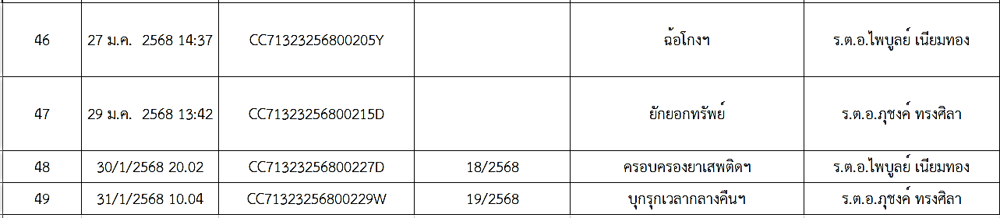 46 27 ม.ค. 2568 14:37 CC71323256800205Y ฉ้อโกงฯ ร.ต.อ.ไพบูลย์ เนียมทอง
47 29 ม.ค. 2568 13:42 CC71323256800215D ยักยอกทรัพย์ ร.ต.อ.ภุชงค์ ทรงศิลา
48 30/1/2568 20.02 CC71323256800227D 18/2568 ครอบครองยาเสพติดฯ ร.ต.อ.ไพบูลย์ เนียมทอง
49 31/1/2568 10.04 CC71323256800229W 19/2568 บุกรุกเวลากลางคืนฯ ร.ต.อ.ภุชงค์ ทรงศิลา